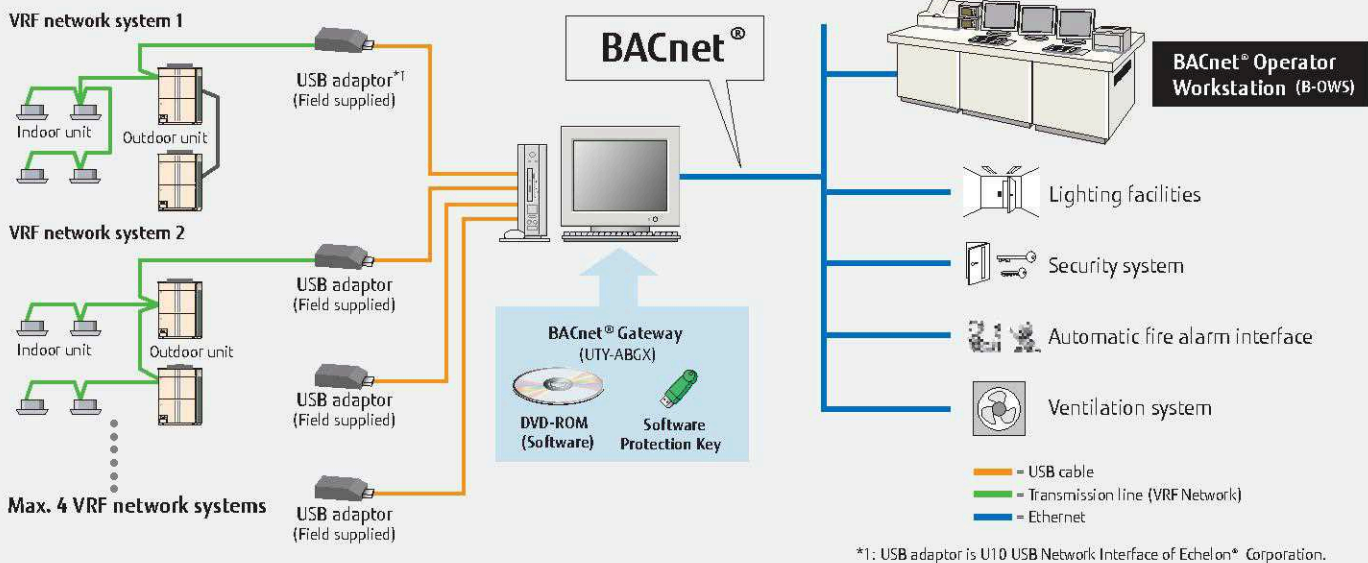 VRF network system 1
USB adaptor*1
(Field supplied)
Indoor unit
Outdoor unit
BACnet®
BACnet® Operator
Workstation (B-OWS)
Lighting facilities
Security system
Automatic fire alarm interface
Ventilation system
VRF network system 2
USB adaptor
(Field supplied)
Indoor unit
Outdoor unit
USB adaptor
(Field supplied)
USB adaptor
(Field supplied)
Max. 4 VRF network systems
BACnet® Gateway
(UTY-ABGX)
DVD-ROM
(Software)
Software
Protection Key
= USB cable
= Transmission line (VRF Network)
= Ethernet
*1: USB adaptor is U10 USB Network Interface of Echelon® Corporation.